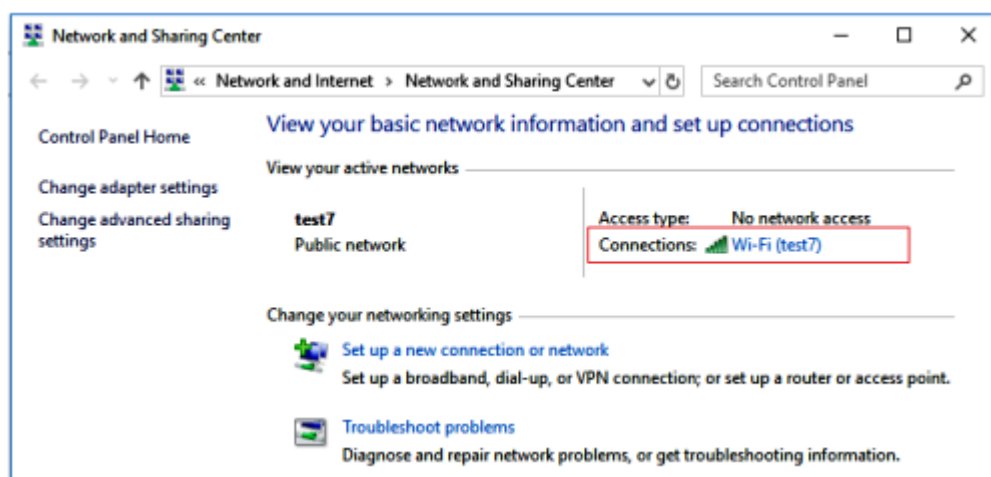 Network and Sharing Center
« Network and Internet > Network and Sharing Center
Search Control Panel
Control Panel Home
Change adapter settings
Change advanced sharing
settings
View your basic network information and set up connections
View your active networks
test7
Public network
Access type: No network access
Connections: Wi-Fi (test7)
Change your networking settings
Set up a new connection or network
Set up a broadband, dial-up, or VPN connection; or set up a router or access point.
Troubleshoot problems
Diagnose and repair network problems, or get troubleshooting information.